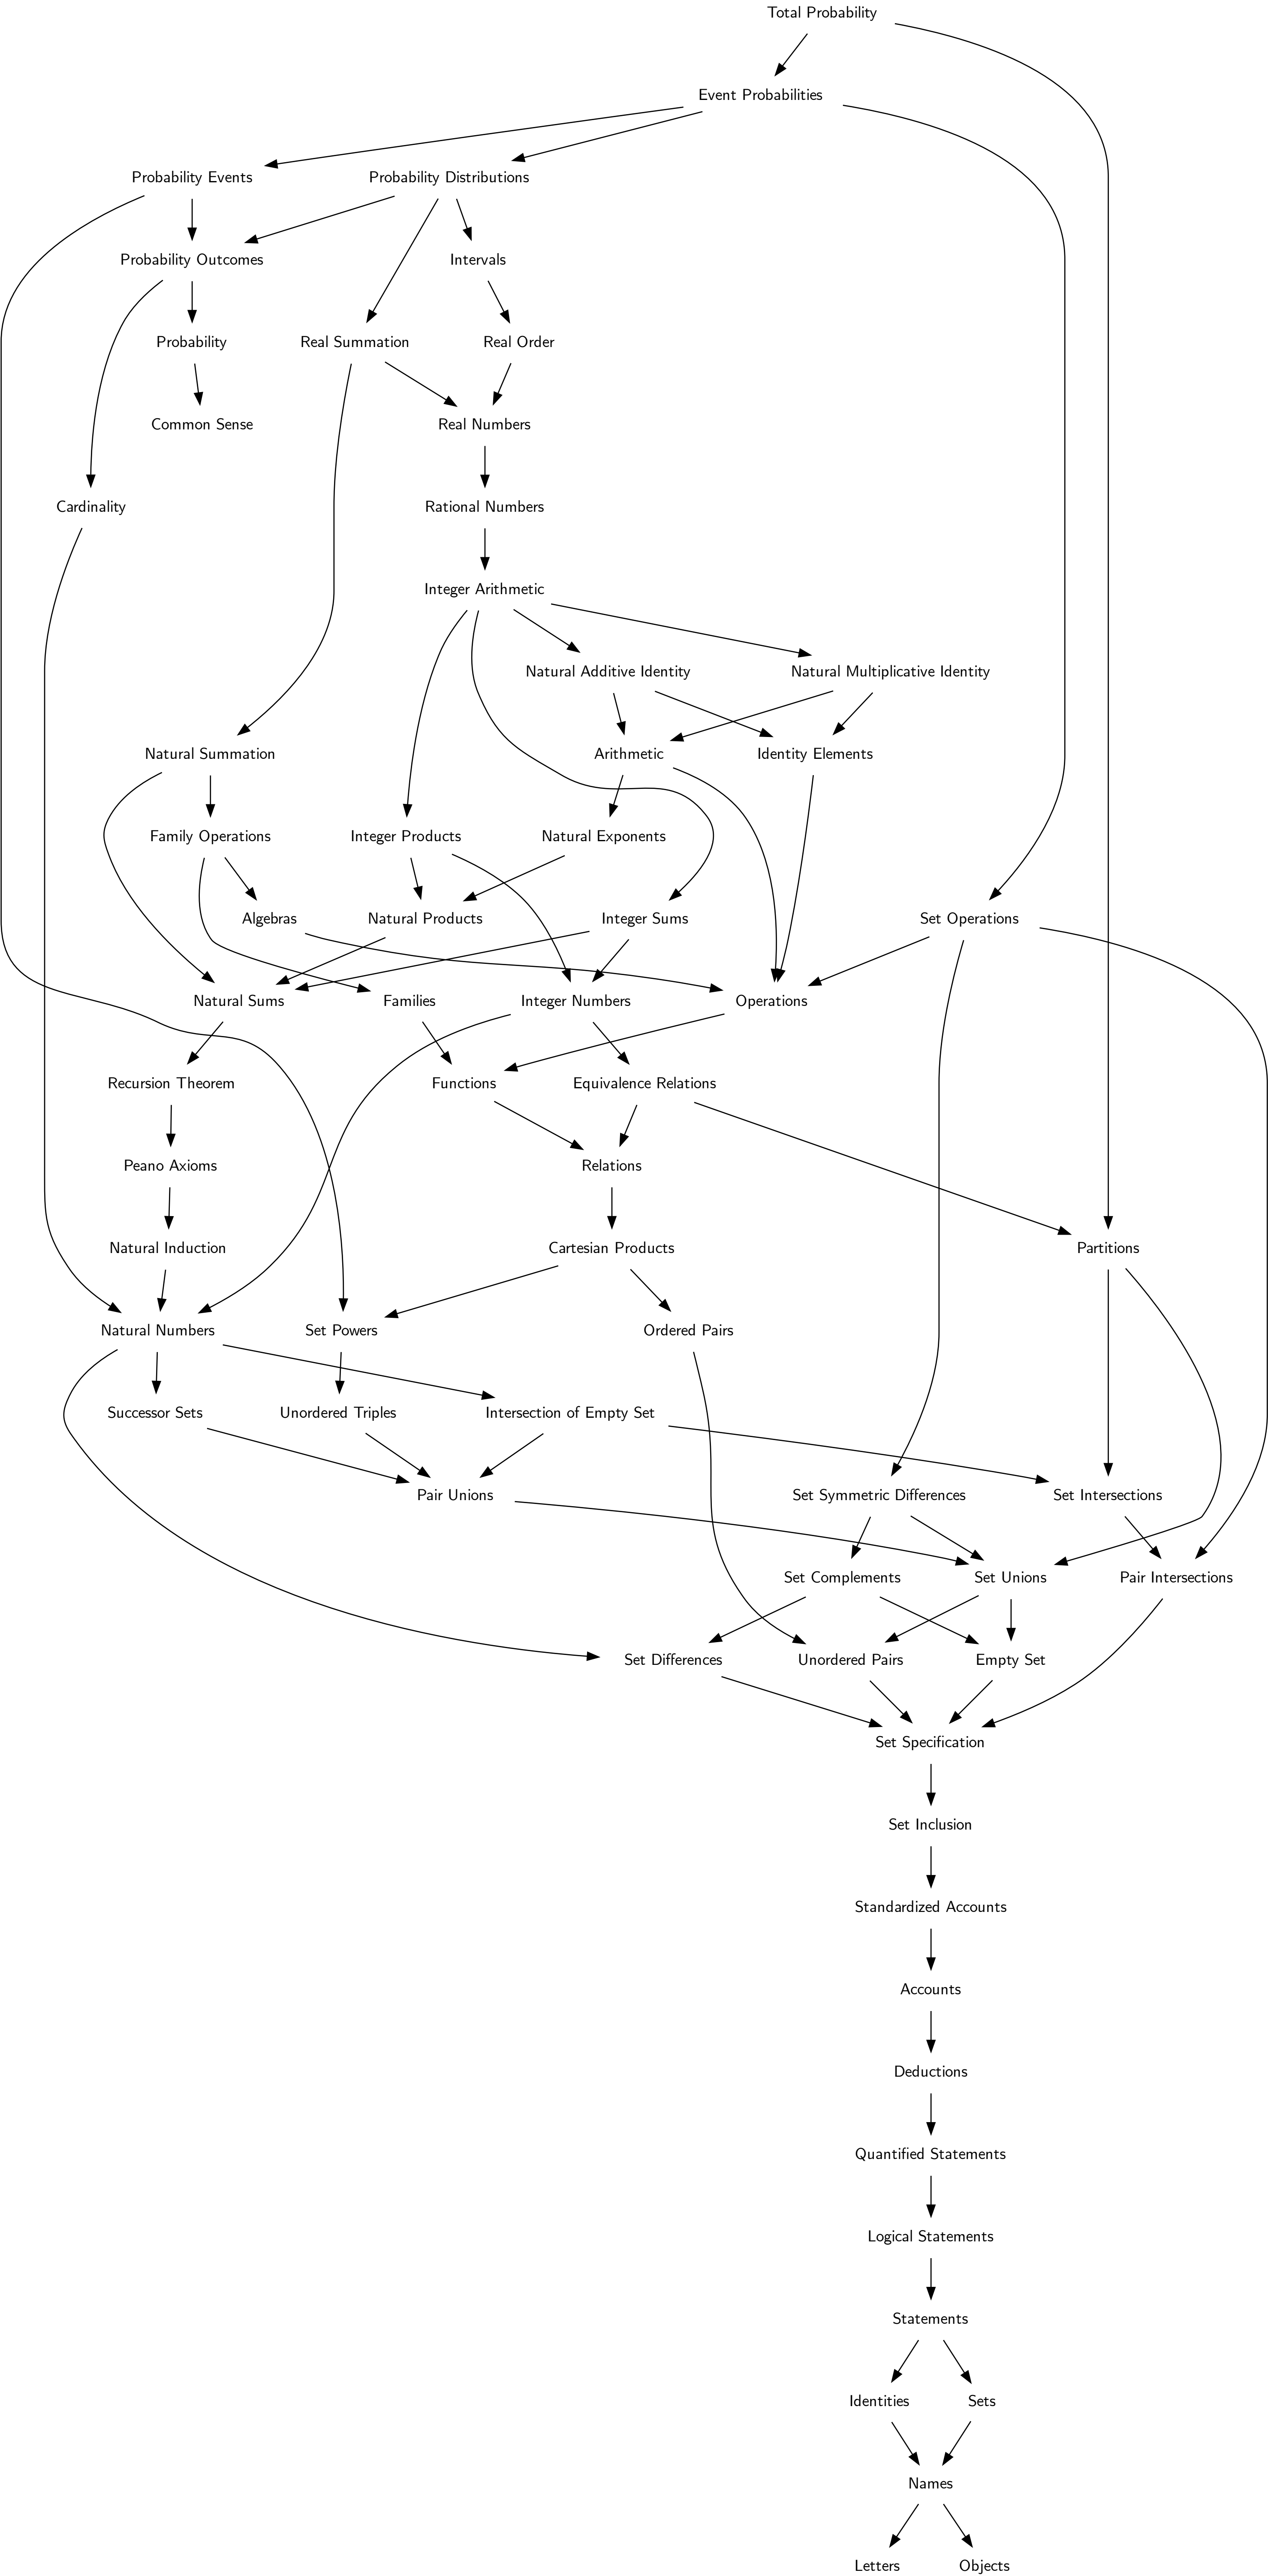 Total Probability
Event Probabilities
Probability Events
Probability Distributions
Probability Outcomes
Intervals
Probability
Real Summation
Real Order
Common Sense
Real Numbers
Cardinality
Rational Numbers
Integer Arithmetic
Natural Additive Identity
Natural Multiplicative Identity
Natural Summation
Arithmetic
Identity Elements
Family Operations
Integer Products
Natural Exponents
Algebras
Natural Products
Integer Sums
Set Operations
Natural Sums
Families
Integer Numbers
Operations
Recursion Theorem
Functions
Equivalence Relations
Peano Axioms
Relations
Natural Induction
Cartesian Products
Partitions
Natural Numbers
Set Powers
Ordered Pairs
Successor Sets
Unordered Triples
Intersection of Empty Set
Pair Unions
Set Symmetric Differences
Set Intersections
Set Complements
Set Unions
Pair Intersections
Set Differences
Unordered Pairs
Empty Set
Set Specification
Set Inclusion
Standardized Accounts
Accounts
Deductions
Quantified Statements
Logical Statements
Statements
Identities
Sets
Names
Letters
Objects